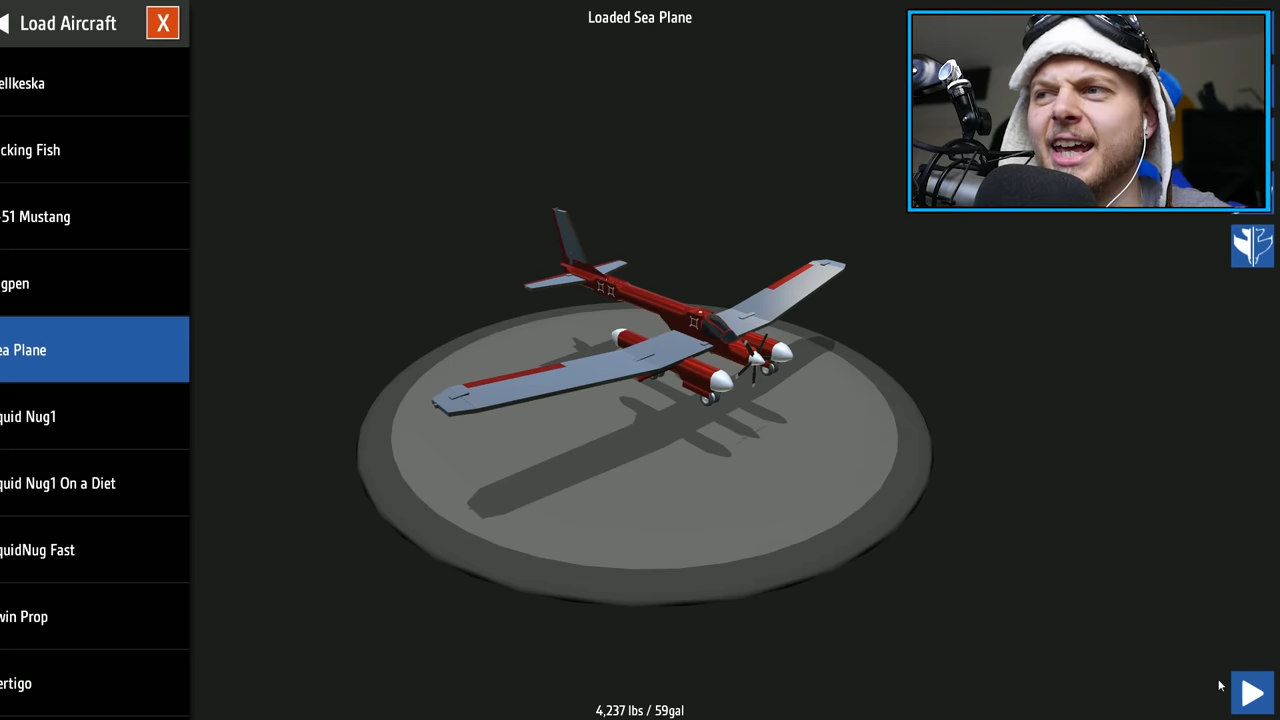 Load Aircraft
X
Loaded Sea Plane
ellkeska
cking Fish
-51 Mustang
gpen
ea Plane
quid Nug1
quid Nug1 On a Diet
quidNug Fast
win Prop
ertigo
4,237 lbs / 59gal